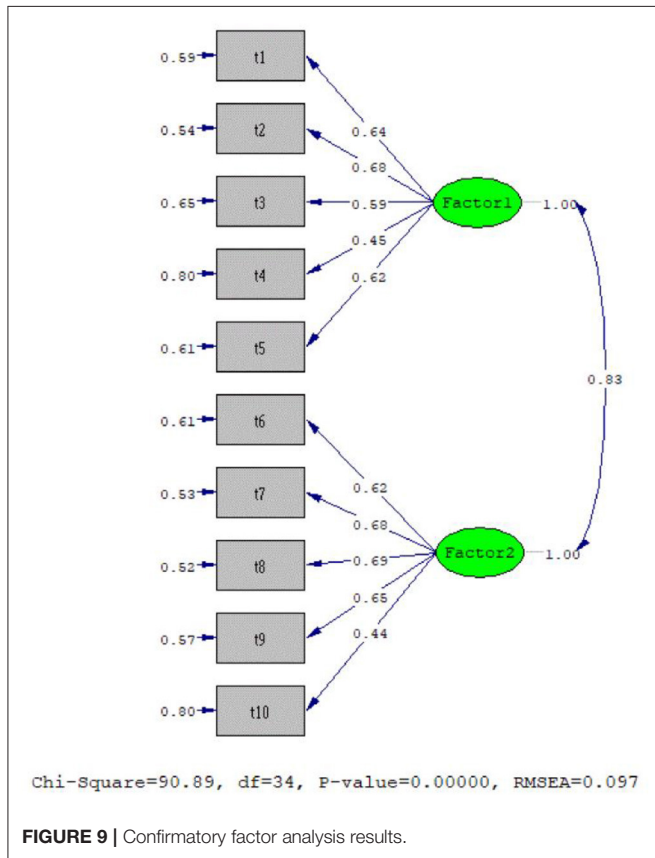 0.59 t1
0.64
0.54 t2
0.68
0.65 t3 0.59 Factor1 1.00
0.45
0.80 t4
0.62
0.61 t5
0.83
0.61 t6
0.62
0.53 t7
0.68
0.52 t8 0.69 Factor2 1.00
0.65
0.57 t9
0.44
0.80 t10
Chi-Square=90.89, df=34, P-value=0.00000, RMSEA=0.097
FIGURE 9 | Confirmatory factor analysis results.